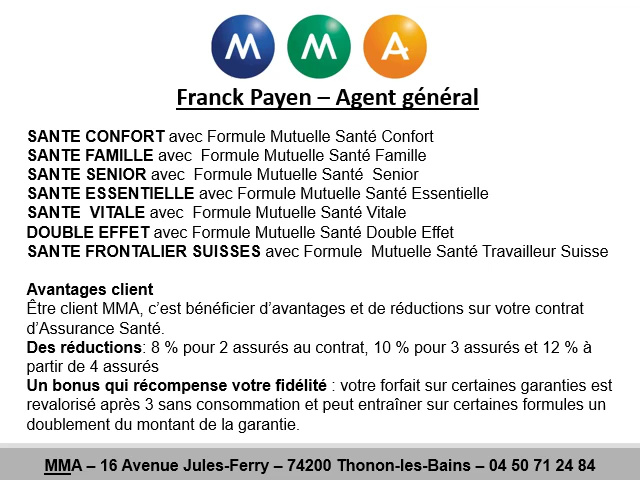 M M A
Franck Payen – Agent général
SANTE CONFORT avec Formule Mutuelle Santé Confort
SANTE FAMILLE avec  Formule Mutuelle Santé Famille
SANTE SENIOR avec  Formule Mutuelle Santé  Senior
SANTE ESSENTIELLE avec Formule Mutuelle Santé Essentielle
SANTE  VITALE avec  Formule Mutuelle Santé Vitale
DOUBLE EFFET avec Formule Mutuelle Santé Double Effet
SANTE FRONTALIER SUISSES avec Formule  Mutuelle Santé Travailleur Suisse
Avantages client
Être client MMA, c’est bénéficier d’avantages et de réductions sur votre contrat
d’Assurance Santé.
Des réductions: 8 % pour 2 assurés au contrat, 10 % pour 3 assurés et 12 % à
partir de 4 assurés
Un bonus qui récompense votre fidélité : votre forfait sur certaines garanties est
revalorisé après 3 sans consommation et peut entraîner sur certaines formules un
doublement du montant de la garantie.
MMA – 16 Avenue Jules-Ferry – 74200 Thonon-les-Bains – 04 50 71 24 84